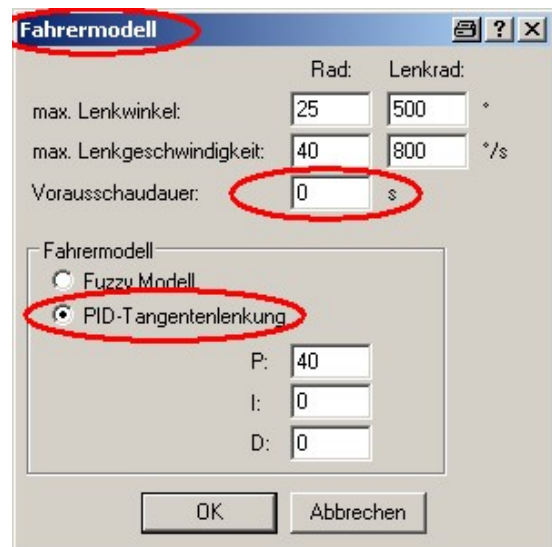 Fahrermodell
Rad: Lenkrad:
max. Lenkwinkel: 25 500 °
max. Lenkgeschwindigkeit: 40 800 °/s
Vorausschaudauer: 0 s
Fahrermodell
Fuzzy Modell
PID-Tangentenlenkung
P: 40
I: 0
D: 0
OK Abbrechen